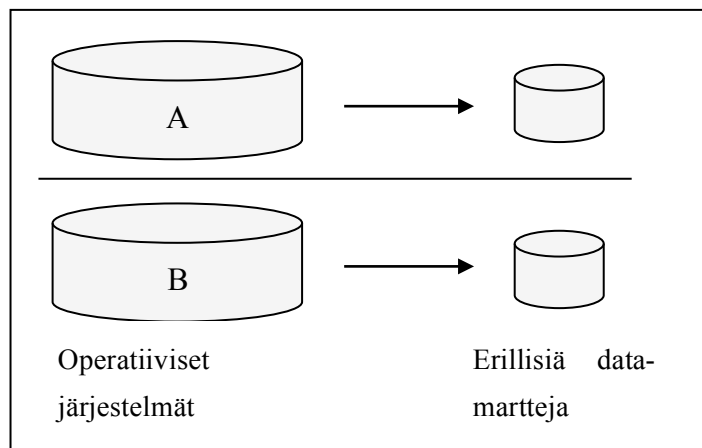 A
B
Operatiiviset
järjestelmät
Erillisiä data-
martteja